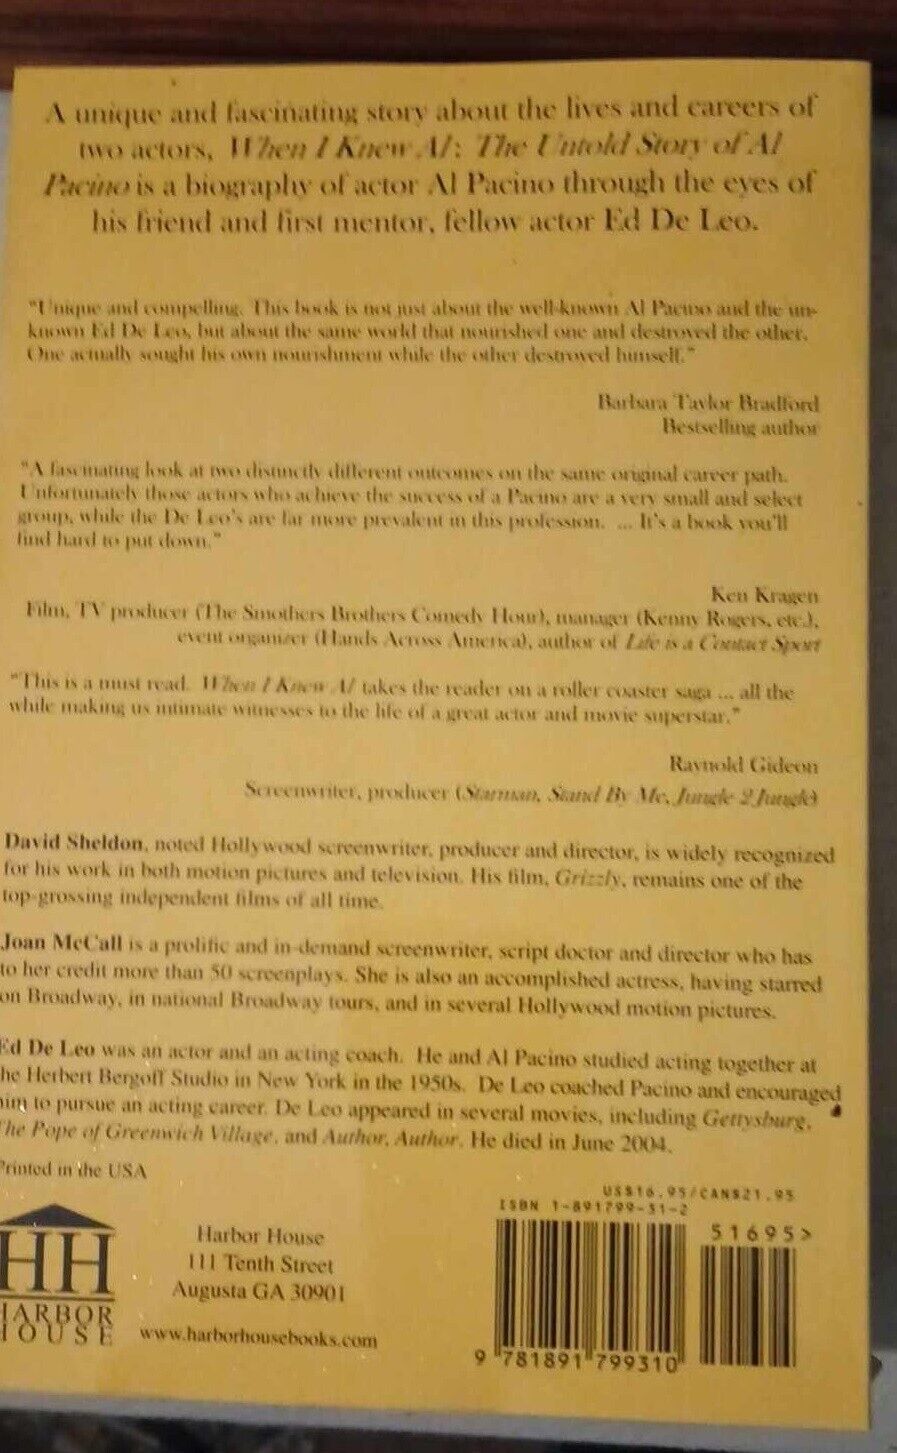 A unique and fascinating story about the lives and careers of
two actors, When I Knew Al: The Untold Story of Al
Pacino is a biography of actor Al Pacino through the eyes of
his friend and first mentor, fellow actor Ed De Leo.
"Unique and compelling. This book is not just about the well-known Al Pacino and the un-
known Ed De Leo, but about the same world that nourished one and destroyed the other.
One actually sought his own nourishment while the other destroyed himself."
Barbara Taylor Bradford
Bestselling author
"A fascinating look at two distinctly different outcomes on the same original career path.
Unfortunately those actors who achieve the success of a Pacino are a very small and select
group, while the De Leo's are far more prevalent in this profession. ... It's a book you'll
find hard to put down."
Ken Kragen
Film, TV producer (The Smothers Brothers Comedy Hour), manager (Kenny Rogers, etc.),
event organizer (Hands Across America), author of Life is a Contact Sport
"This is a must read. When I Knew Al takes the reader on a roller coaster saga ... all the
while making us intimate witnesses to the life of a great actor and movie superstar."
Raynold Gideon
Screenwriter, producer (Starman, Stand By Me, Jungle 2 Jungle)
David Sheldon, noted Hollywood screenwriter, producer and director, is widely recognized
for his work in both motion pictures and television. His film, Grizzly, remains one of the
top-grossing independent films of all time.
Joan McCall is a prolific and in-demand screenwriter, script doctor and director who has
to her credit more than 50 screenplays. She is also an accomplished actress, having starred
on Broadway, in national Broadway tours, and in several Hollywood motion pictures.
Ed De Leo was an actor and an acting coach. He and Al Pacino studied acting together at
the Herbert Bergoff Studio in New York in the 1950s. De Leo coached Pacino and encouraged
him to pursue an acting career. De Leo appeared in several movies, including Gettysburg,
The Pope of Greenwich Village, and Author, Author. He died in June 2004.
Printed in the USA
US$16.95/CAN$21.95
ISBN 1-891799-31-2
51695>
HH
HARBOR
HOUSE
Harbor House
111 Tenth Street
Augusta GA 30901
www.harborhousebooks.com
9 781891 799310